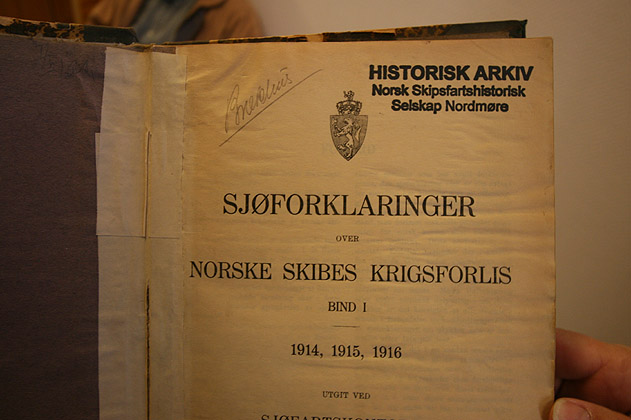 HISTORISK ARKIV
Norsk Skipsfartshistorisk
Selskap Nordmøre
SJØFORKLARINGER
OVER
NORSKE SKIBES KRIGSFORLIS
BIND I
1914, 1915, 1916
UTGIT VED